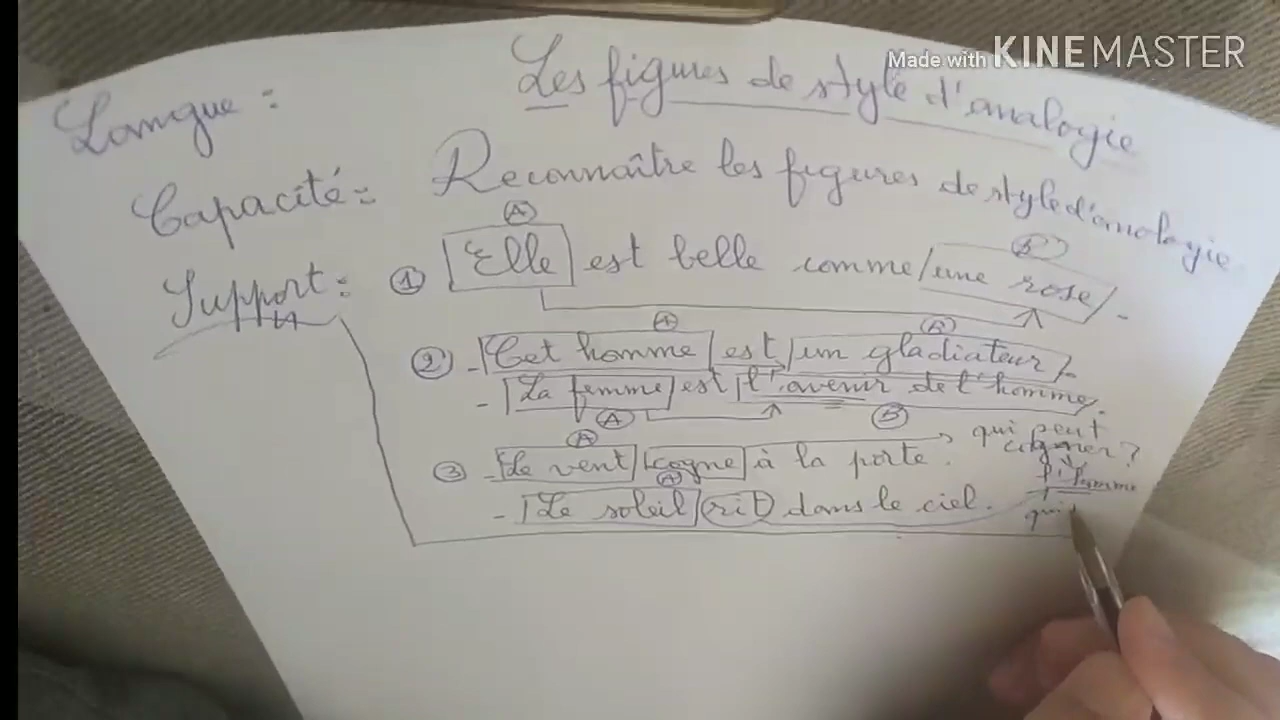 Made with KINEMASTER
Les figures de style d'analogie
Langue :
Capacité : Reconnaître les figures de style d'analogie
A B
Support : 1 Elle est belle comme une rose.
A B
2 - Cet homme est un gladiateur.
- La femme est l'avenir de l'homme.
A B
A
3 - Le vent cogne à la porte. qui peut cogner ?
A l'homme
- Le soleil rit dans le ciel. qui